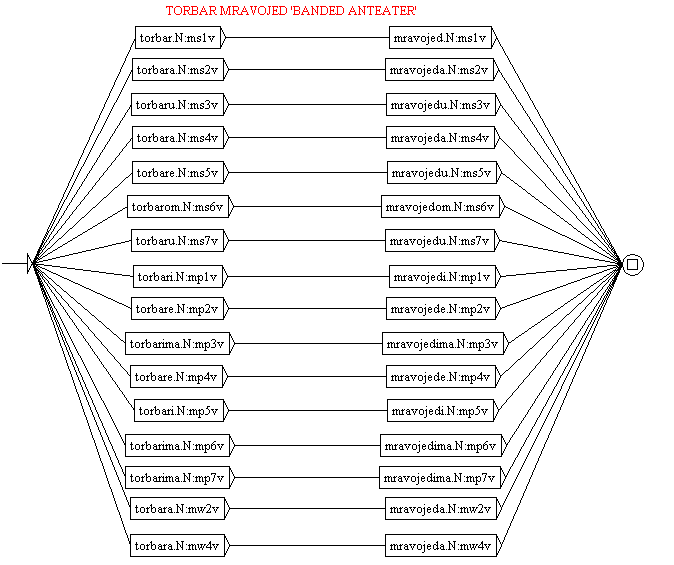 TORBAR MRAVOJED 'BANDED ANTEATER'
torbar.N:ms1v mravojed.N:ms1v
torbara.N:ms2v mravojeda.N:ms2v
torbaru.N:ms3v mravojedu.N:ms3v
torbara.N:ms4v mravojeda.N:ms4v
torbare.N:ms5v mravojedu.N:ms5v
torbarom.N:ms6v mravojedom.N:ms6v
torbaru.N:ms7v mravojedu.N:ms7v
torbari.N:mp1v mravojedi.N:mp1v
torbare.N:mp2v mravojede.N:mp2v
torbarima.N:mp3v mravojedima.N:mp3v
torbare.N:mp4v mravojede.N:mp4v
torbari.N:mp5v mravojedi.N:mp5v
torbarima.N:mp6v mravojedima.N:mp6v
torbarima.N:mp7v mravojedima.N:mp7v
torbara.N:mw2v mravojeda.N:mw2v
torbara.N:mw4v mravojeda.N:mw4v